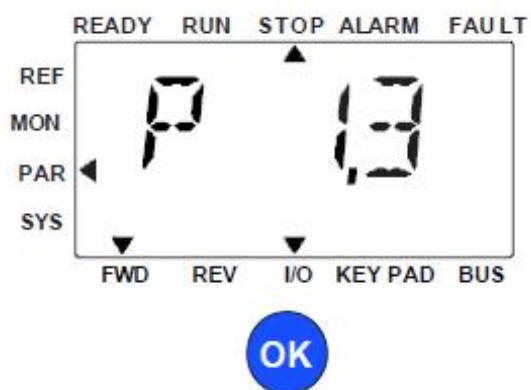 READY RUN STOP ALARM FAULT
REF
P 1,3
MON
PAR
SYS
FWD REV I/O KEYPAD BUS
OK